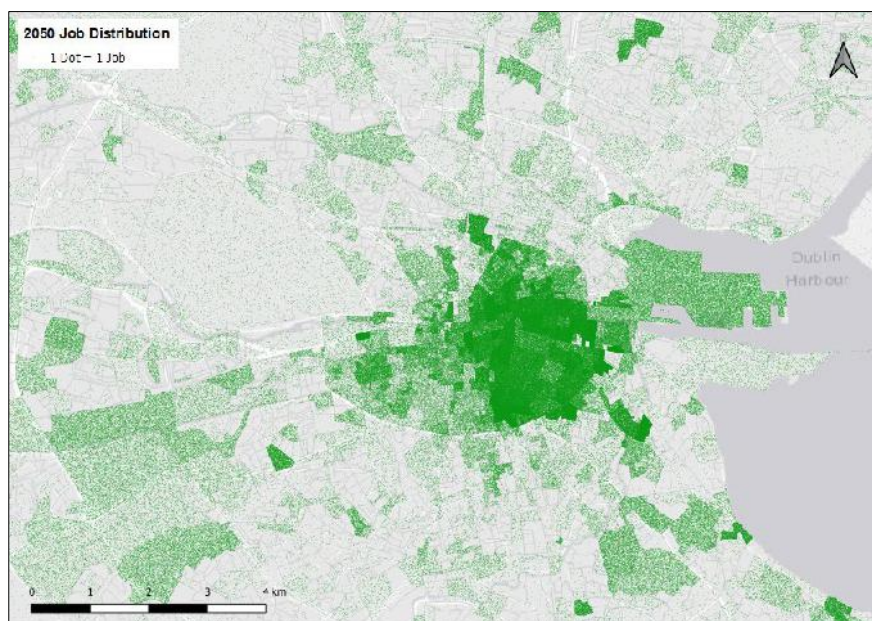 2050 Job Distribution
1 Dot = 1 Job
Dublin
Harbour
0 1 2 3 4 km